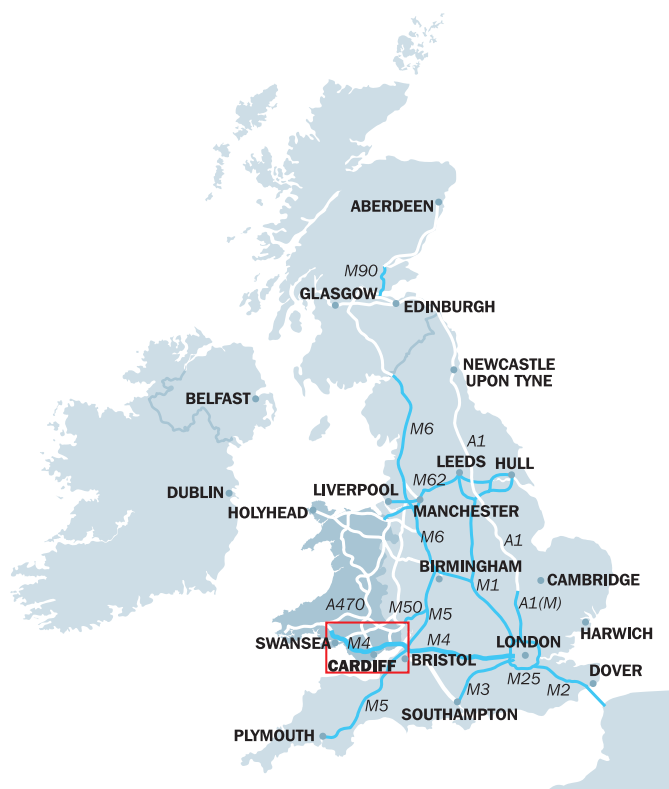 ABERDEEN
M90
GLASGOW
EDINBURGH
NEWCASTLE
UPON TYNE
BELFAST
M6
A1
LEEDS
HULL
M62
DUBLIN
LIVERPOOL
HOLYHEAD
MANCHESTER
M6
A1
BIRMINGHAM
M1
CAMBRIDGE
A470
M50
M5
A1(M)
HARWICH
SWANSEA
M4
M4
LONDON
CARDIFF
BRISTOL
DOVER
M25
M3
M2
M5
SOUTHAMPTON
PLYMOUTH